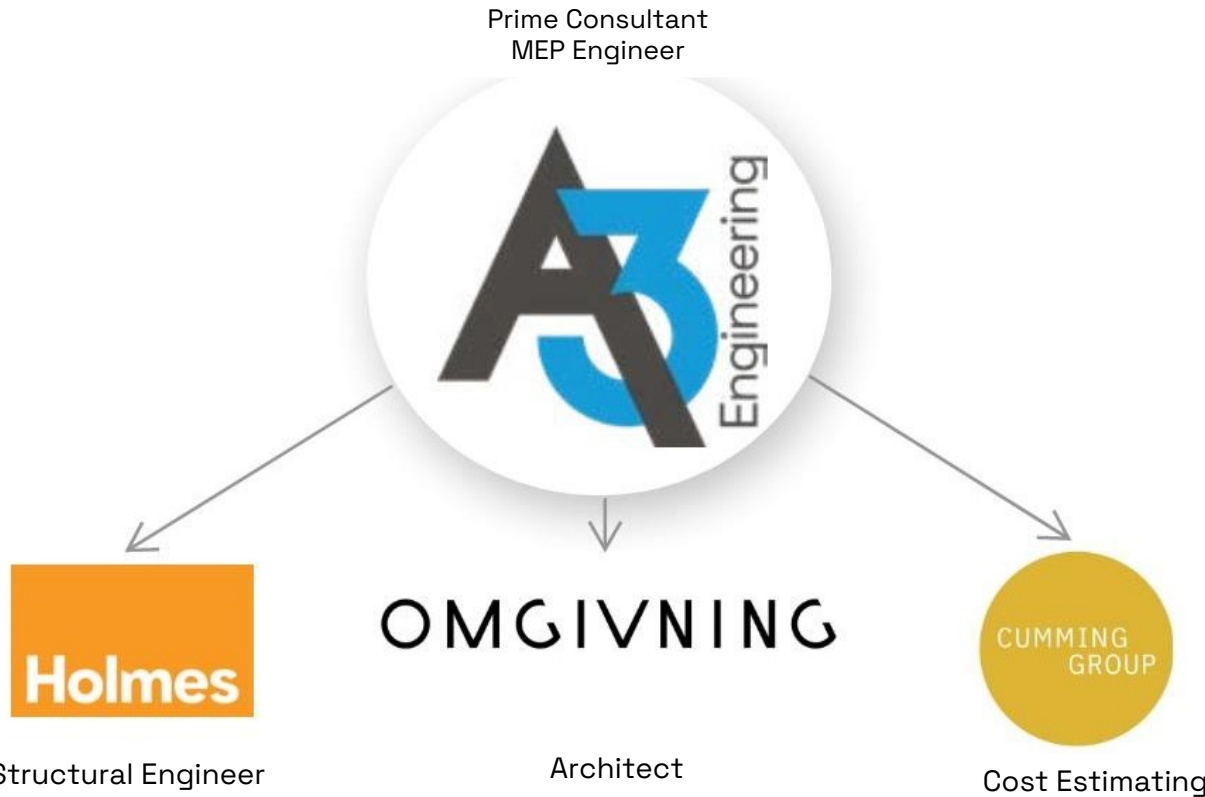 Prime Consultant
MEP Engineer
A3
Engineering
Holmes
OMGIVNING
CUMMING
GROUP
Structural Engineer
Architect
Cost Estimating